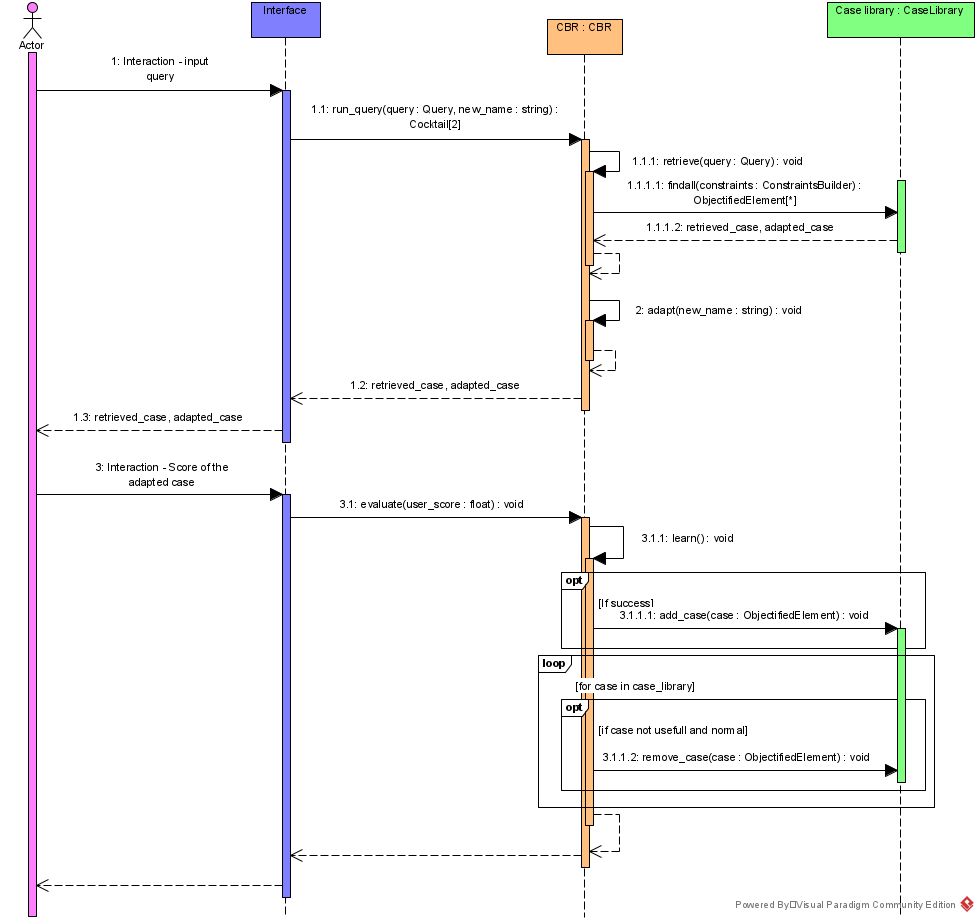 Interface
Case library : CaseLibrary
CBR : CBR
Actor
1: Interaction - input
query
1.1: run_query(query : Query, new_name : string) :
Cocktail[2]
1.1.1: retrieve(query : Query) : void
1.1.1.1: findall(constraints : ConstraintsBuilder) :
ObjectifiedElement[*]
1.1.1.2: retrieved_case, adapted_case
2: adapt(new_name : string) : void
1.2: retrieved_case, adapted_case
1.3: retrieved_case, adapted_case
3: Interaction - Score of the
adapted case
3.1: evaluate(user_score : float) : void
3.1.1: learn() : void
opt
[If success]
3.1.1.1: add_case(case : ObjectifiedElement) : void
loop
[for case in case_library]
opt
[if case not usefull and normal]
3.1.1.2: remove_case(case : ObjectifiedElement) : void
Powered By Visual Paradigm Community Edition